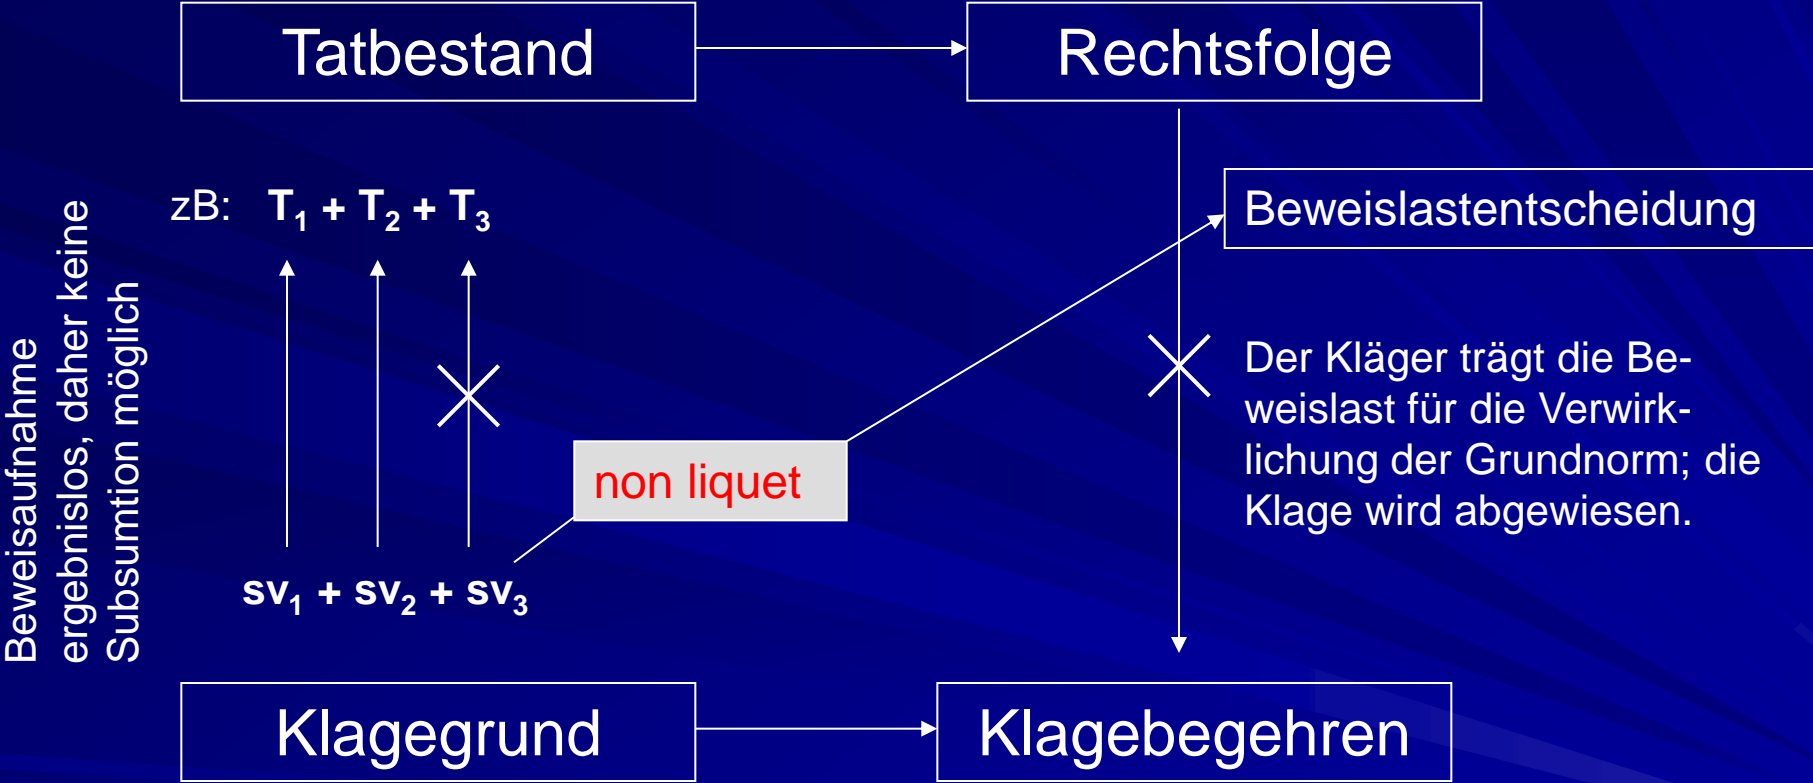 Tatbestand
Rechtsfolge
zB: T₁ + T₂ + T₃
Beweislastentscheidung
Beweisaufnahme
ergebnislos, daher keine
Subsumtion möglich
Der Kläger trägt die Be-
weislast für die Verwirk-
lichung der Grundnorm; die
Klage wird abgewiesen.
non liquet
sv₁ + sv₂ + sv₃
Klagegrund
Klagebegehren